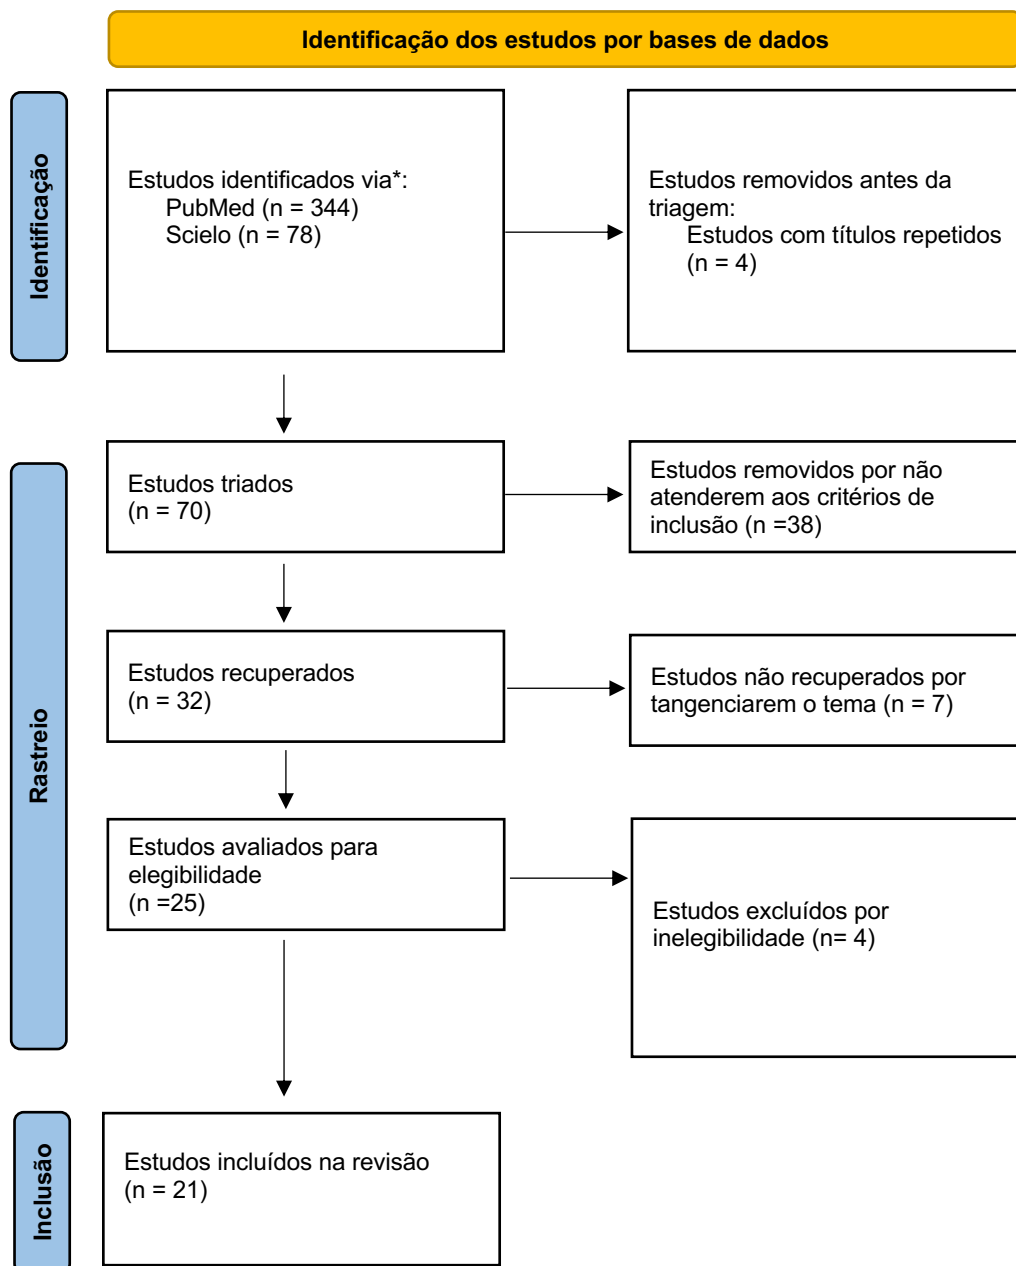 Identificação dos estudos por bases de dados
Identificação
Estudos identificados via*:
PubMed (n = 344)
Scielo (n = 78)
Estudos removidos antes da
triagem:
Estudos com títulos repetidos
(n = 4)
Rastreio
Estudos triados
(n = 70)
Estudos removidos por não
atenderem aos critérios de
inclusão (n =38)
Estudos recuperados
(n = 32)
Estudos não recuperados por
tangenciarem o tema (n = 7)
Estudos avaliados para
elegibilidade
(n =25)
Estudos excluídos por
inelegibilidade (n= 4)
Inclusão
Estudos incluídos na revisão
(n = 21)